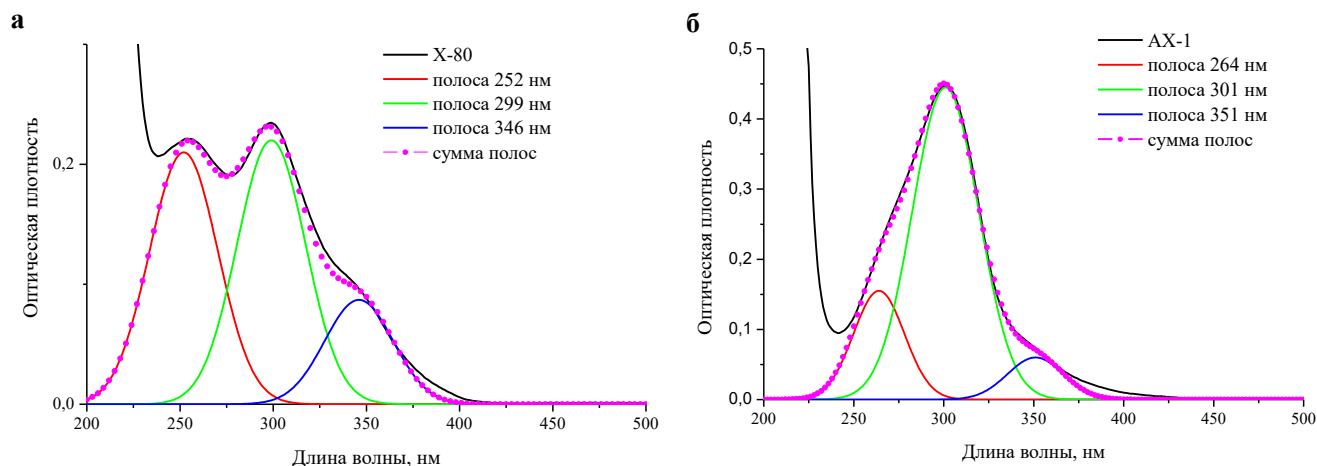 а
Х-80
полоса 252 нм
полоса 299 нм
полоса 346 нм
сумма полос
Оптическая плотность
0,2
0,0
200 250 300 350 400 450 500
Длина волны, нм
б
АХ-1
полоса 264 нм
полоса 301 нм
полоса 351 нм
сумма полос
Оптическая плотность
0,5
0,4
0,3
0,2
0,1
0,0
200 250 300 350 400 450 500
Длина волны, нм